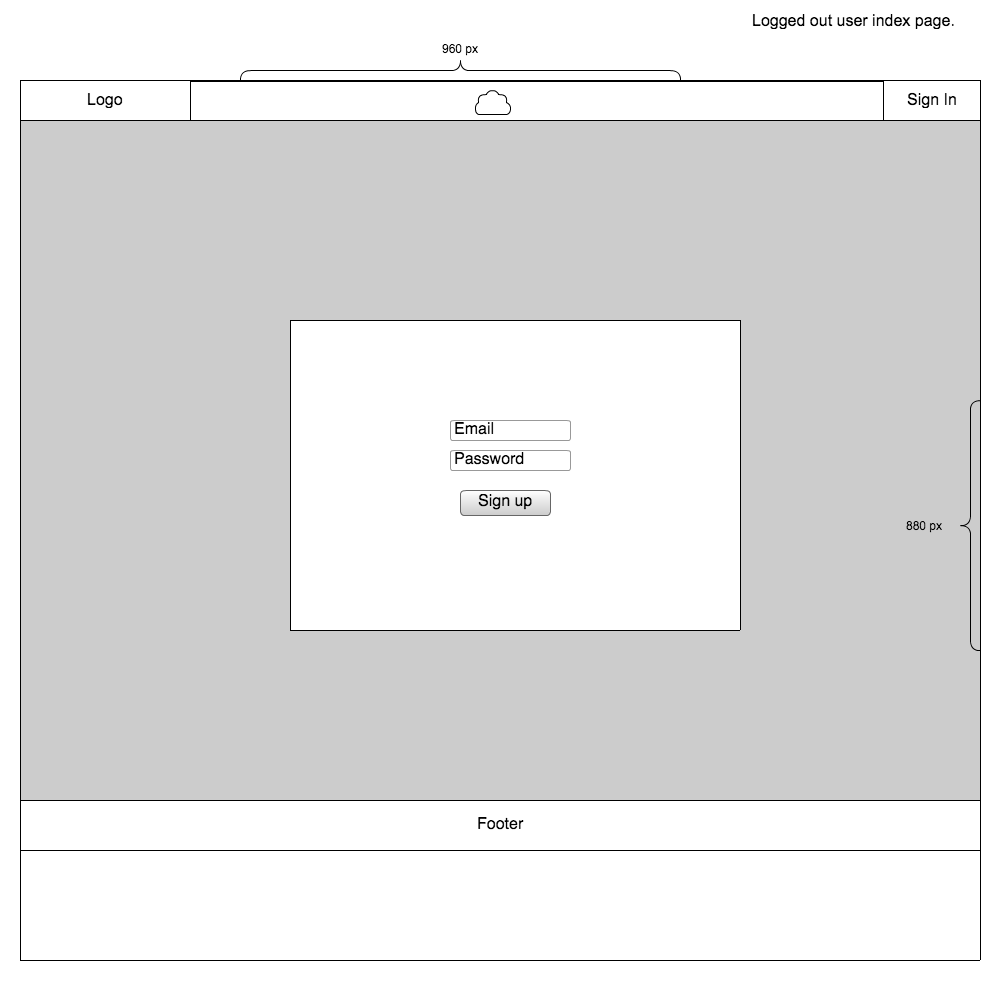 Logged out user index page.
960 px
Logo
Sign In
Email
Password
Sign up
880 px
Footer